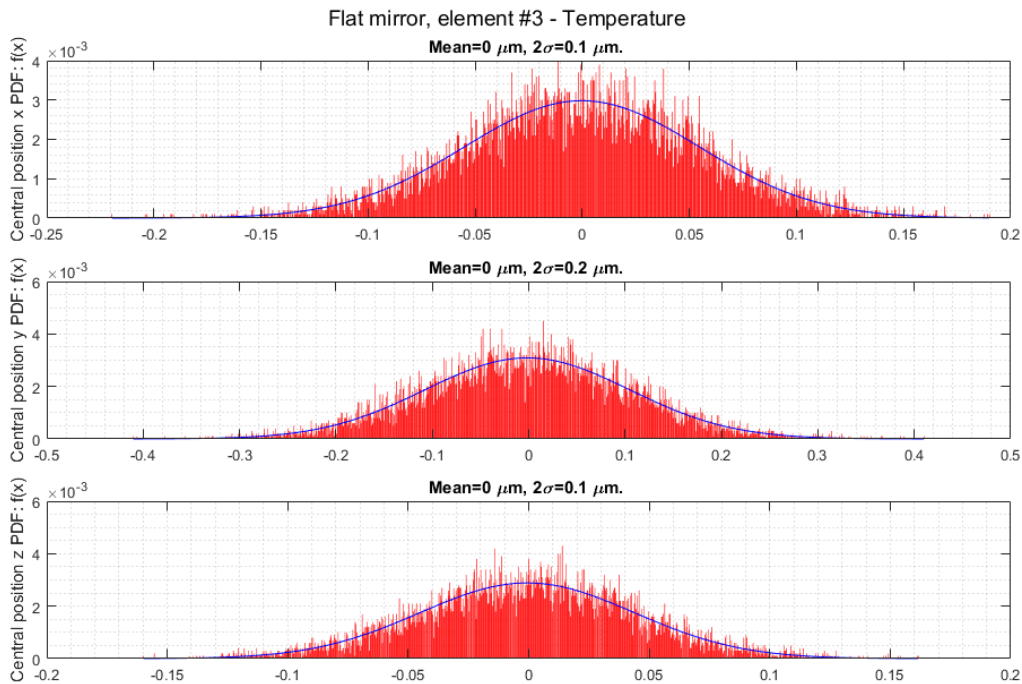 Flat mirror, element #3 - Temperature
Mean=0 μm, 2σ=0.1 μm.
×10⁻³
Central position x PDF: f(x)
4
3
2
1
0
-0.25 -0.2 -0.15 -0.1 -0.05 0 0.05 0.1 0.15 0.2
Mean=0 μm, 2σ=0.2 μm.
×10⁻³
Central position y PDF: f(x)
6
4
2
0
-0.5 -0.4 -0.3 -0.2 -0.1 0 0.1 0.2 0.3 0.4 0.5
Mean=0 μm, 2σ=0.1 μm.
×10⁻³
Central position z PDF: f(x)
6
4
2
0
-0.2 -0.15 -0.1 -0.05 0 0.05 0.1 0.15 0.2